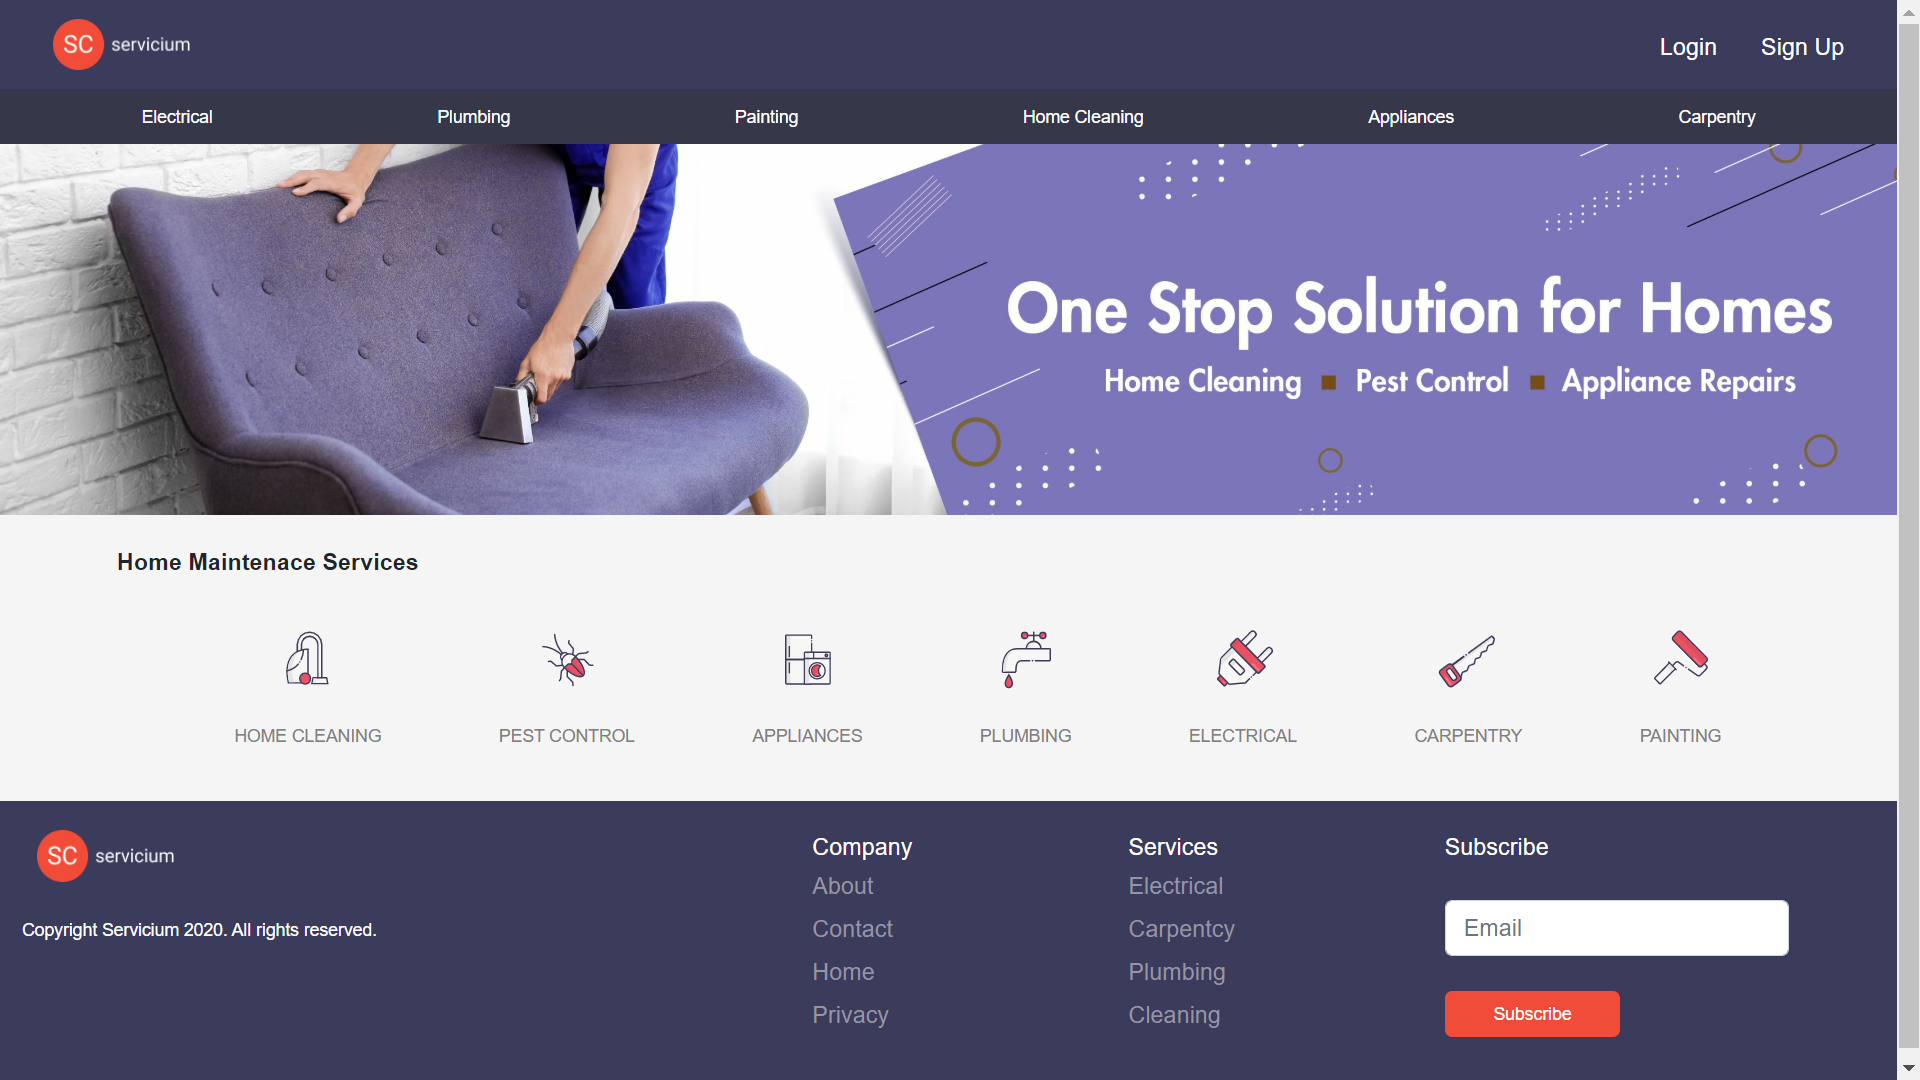 SC servicium
Login Sign Up
Electrical Plumbing Painting Home Cleaning Appliances Carpentry
One Stop Solution for Homes
Home Cleaning ■ Pest Control ■ Appliance Repairs
Home Maintenace Services
HOME CLEANING PEST CONTROL APPLIANCES PLUMBING ELECTRICAL CARPENTRY PAINTING
SC servicium
Copyright Servicium 2020. All rights reserved.
Company
About
Contact
Home
Privacy
Services
Electrical
Carpentcy
Plumbing
Cleaning
Subscribe
Email
Subscribe